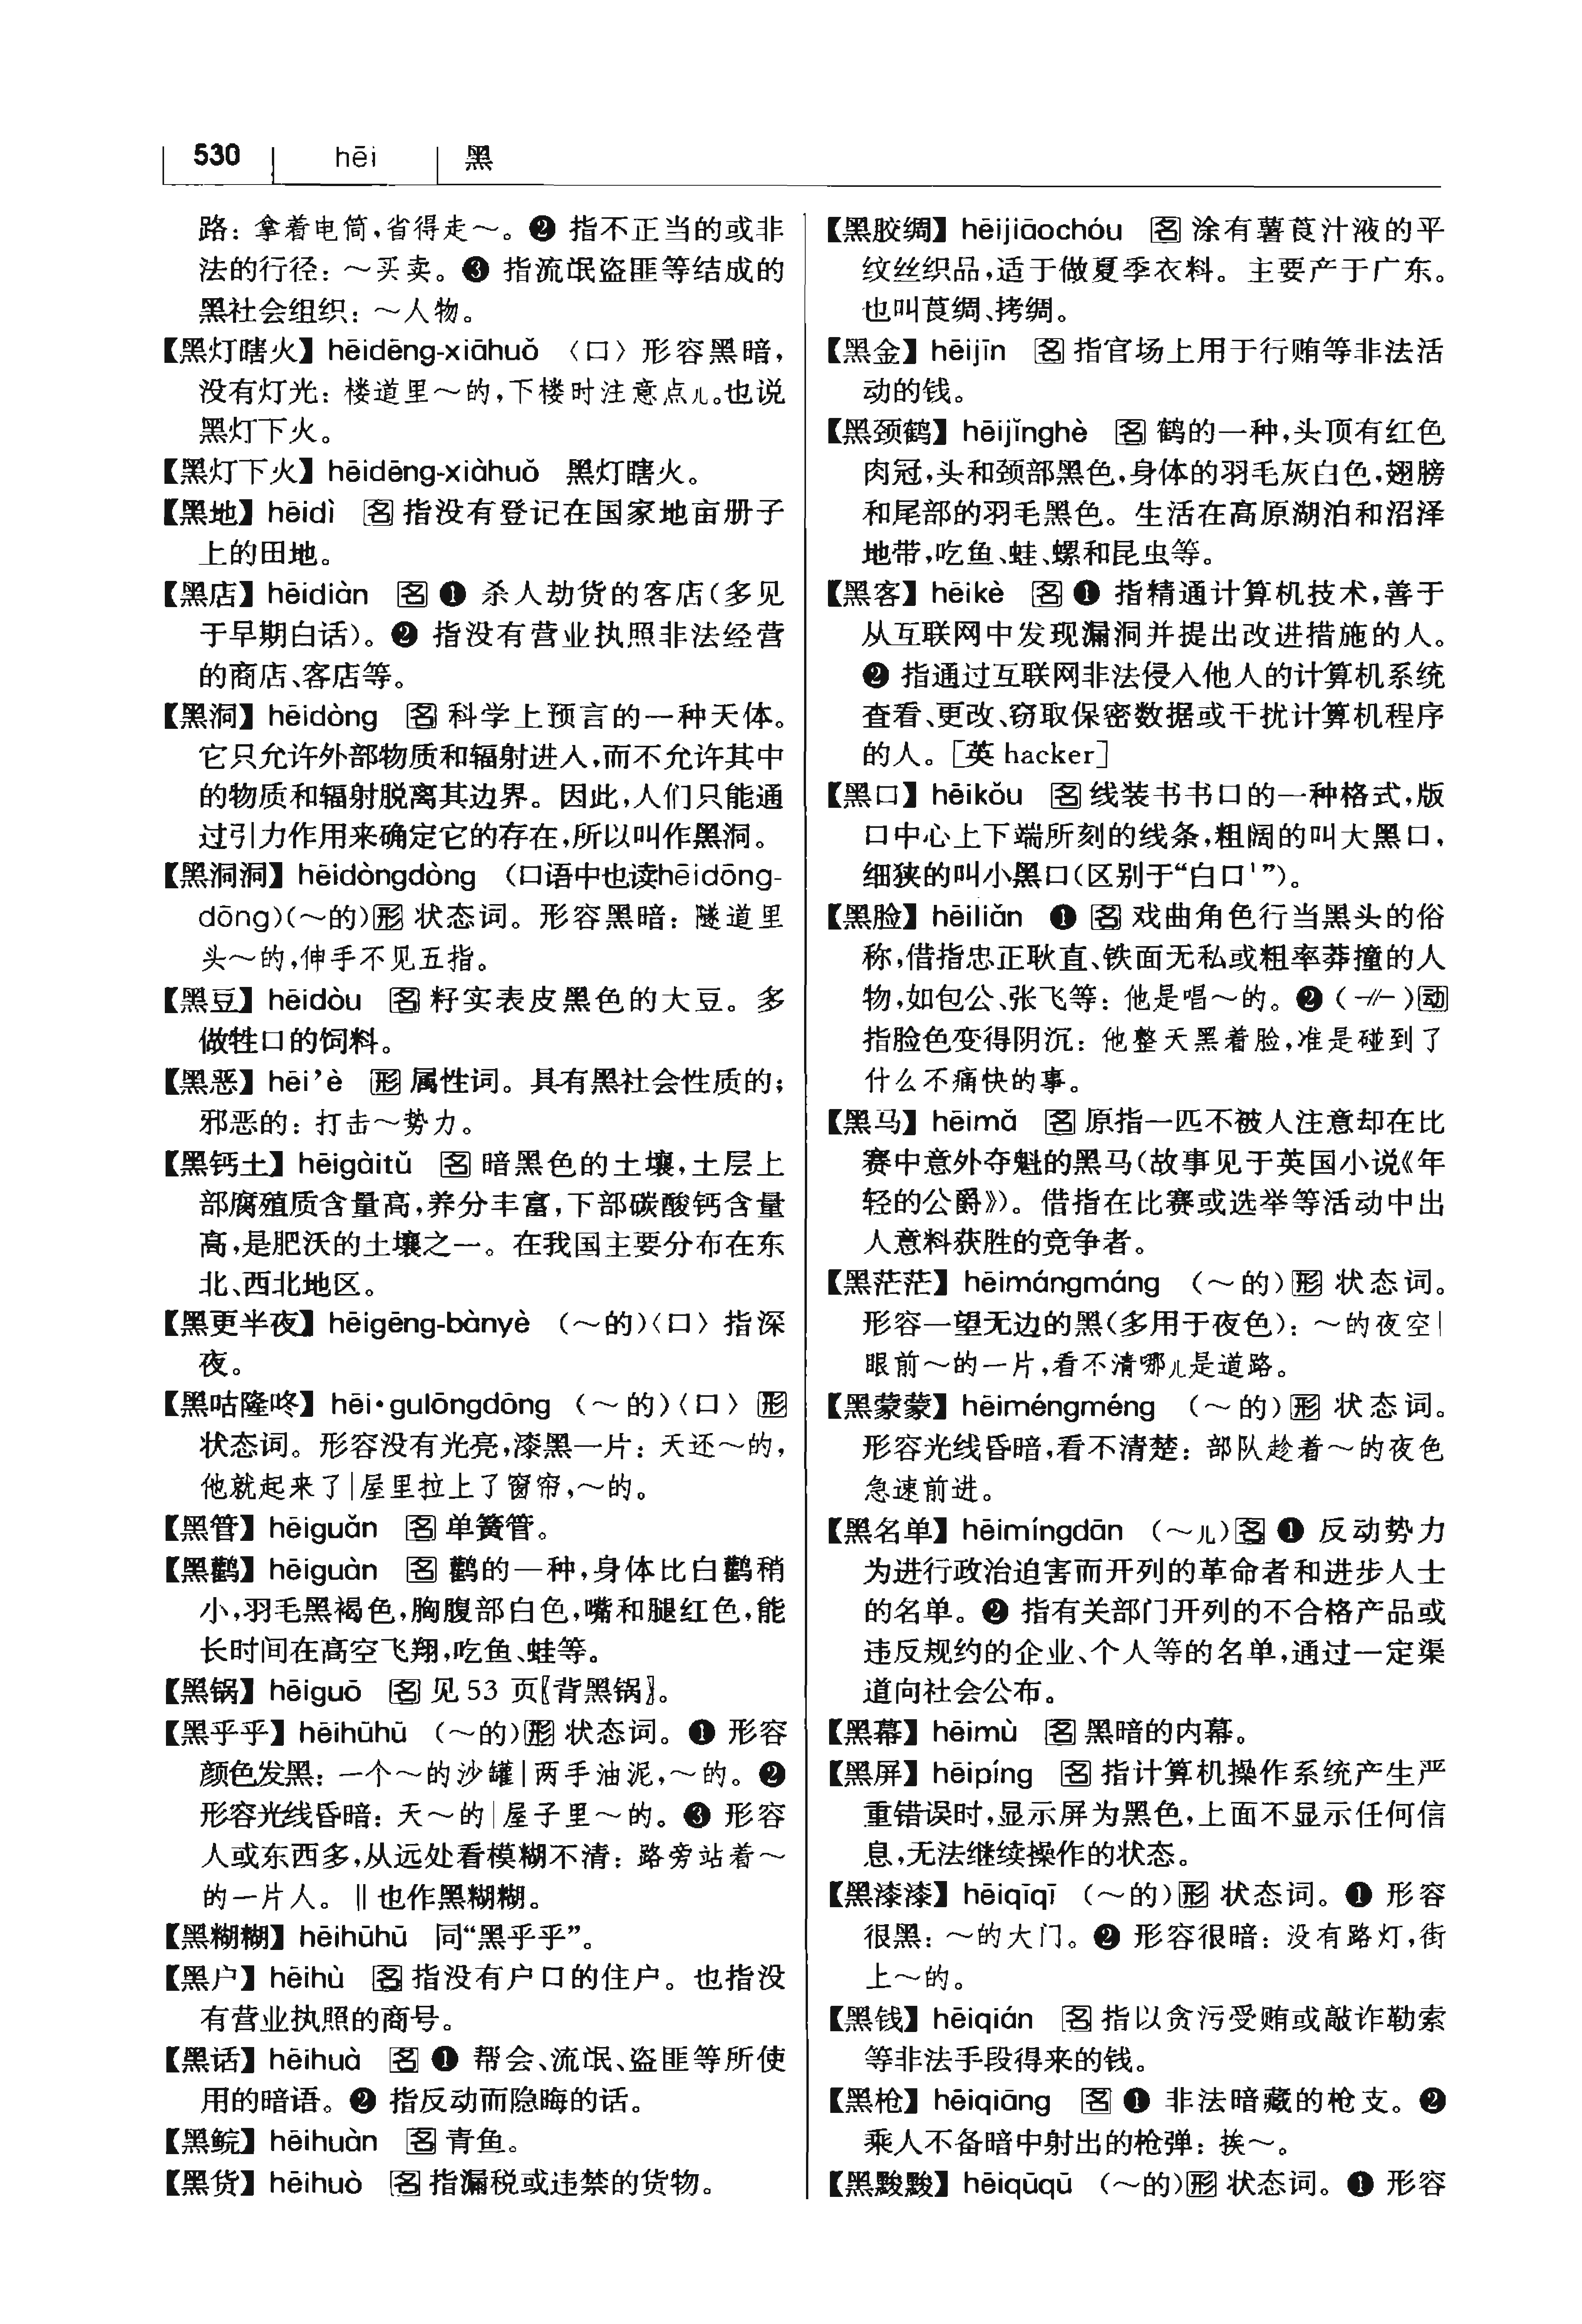 530 hēi 黑
路：拿着电筒，省得走～。❷ 指不正当的或非
法的行径：～买卖。❸ 指流氓盗匪等结成的
黑社会组织：～人物。
【黑灯瞎火】hēidēng-xiāhuǒ 〈口〉形容黑暗，
没有灯光：楼道里～的，下楼时注意点儿。也说
黑灯下火。
【黑灯下火】hēidēng-xiàhuǒ 黑灯瞎火。
【黑地】hēidì 名 指没有登记在国家地亩册子
上的田地。
【黑店】hēidiàn 名 ❶ 杀人劫货的客店（多见
于早期白话）。❷ 指没有营业执照非法经营
的商店、客店等。
【黑洞】hēidòng 名 科学上预言的一种天体。
它只允许外部物质和辐射进入，而不允许其中
的物质和辐射脱离其边界。因此，人们只能通
过引力作用来确定它的存在，所以叫作黑洞。
【黑洞洞】hēidòngdòng （口语中也读hēidōng-
dōng）（～的）形 状态词。形容黑暗：隧道里
头～的，伸手不见五指。
【黑豆】hēidòu 名 籽实表皮黑色的大豆。多
做牲口的饲料。
【黑恶】hēi’è 形 属性词。具有黑社会性质的；
邪恶的：打击～势力。
【黑钙土】hēigàitǔ 名 暗黑色的土壤，土层上
部腐殖质含量高，养分丰富，下部碳酸钙含量
高，是肥沃的土壤之一。在我国主要分布在东
北、西北地区。
【黑更半夜】hēigēng-bànyè （～的）〈口〉指深
夜。
【黑咕隆咚】hēi·gulōngdōng （～的）〈口〉形
状态词。形容没有光亮，漆黑一片：天还～的，
他就起来了|屋里拉上了窗帘，～的。
【黑管】hēiguǎn 名 单簧管。
【黑鹳】hēiguàn 名 鹳的一种，身体比白鹳稍
小，羽毛黑褐色，胸腹部白色，嘴和腿红色，能
长时间在高空飞翔，吃鱼、蛙等。
【黑锅】hēiguō 名 见 53 页〖背黑锅〗。
【黑乎乎】hēihūhū （～的）形 状态词。❶ 形容
颜色发黑：一个～的沙罐|两手油泥，～的。❷
形容光线昏暗：天～的|屋子里～的。❸ 形容
人或东西多，从远处看模糊不清：路旁站着～
的一片人。‖也作黑糊糊。
【黑糊糊】hēihūhū 同“黑乎乎”。
【黑户】hēihù 名 指没有户口的住户。也指没
有营业执照的商号。
【黑话】hēihuà 名 ❶ 帮会、流氓、盗匪等所使
用的暗语。❷ 指反动而隐晦的话。
【黑鲩】hēihuàn 名 青鱼。
【黑货】hēihuò 名 指漏税或违禁的货物。
【黑胶绸】hēijiāochóu 名 涂有薯莨汁液的平
纹丝织品，适于做夏季衣料。主要产于广东。
也叫莨绸、拷绸。
【黑金】hēijīn 名 指官场上用于行贿等非法活
动的钱。
【黑颈鹤】hēijǐnghè 名 鹤的一种，头顶有红色
肉冠，头和颈部黑色，身体的羽毛灰白色，翅膀
和尾部的羽毛黑色。生活在高原湖泊和沼泽
地带，吃鱼、蛙、螺和昆虫等。
【黑客】hēikè 名 ❶ 指精通计算机技术，善于
从互联网中发现漏洞并提出改进措施的人。
❷ 指通过互联网非法侵入他人的计算机系统
查看、更改、窃取保密数据或干扰计算机程序
的人。［英 hacker］
【黑口】hēikǒu 名 线装书书口的一种格式，版
口中心上下端所刻的线条，粗阔的叫大黑口，
细狭的叫小黑口（区别于“白口¹”）。
【黑脸】hēiliǎn ❶ 名 戏曲角色行当黑头的俗
称，借指忠正耿直、铁面无私或粗率莽撞的人
物，如包公、张飞等：他是唱～的。❷（-//-）动
指脸色变得阴沉：他整天黑着脸，准是碰到了
什么不痛快的事。
【黑马】hēimǎ 名 原指一匹不被人注意却在比
赛中意外夺魁的黑马（故事见于英国小说《年
轻的公爵》）。借指在比赛或选举等活动中出
人意料获胜的竞争者。
【黑茫茫】hēimángmáng （～的）形 状态词。
形容一望无边的黑（多用于夜色）：～的夜空|
眼前～的一片，看不清哪儿是道路。
【黑蒙蒙】hēiméngméng （～的）形 状态词。
形容光线昏暗，看不清楚：部队趁着～的夜色
急速前进。
【黑名单】hēimíngdān （～儿）名 ❶ 反动势力
为进行政治迫害而开列的革命者和进步人士
的名单。❷ 指有关部门开列的不合格产品或
违反规约的企业、个人等的名单，通过一定渠
道向社会公布。
【黑幕】hēimù 名 黑暗的内幕。
【黑屏】hēipíng 名 指计算机操作系统产生严
重错误时，显示屏为黑色，上面不显示任何信
息，无法继续操作的状态。
【黑漆漆】hēiqīqī （～的）形 状态词。❶ 形容
很黑：～的大门。❷ 形容很暗：没有路灯，街
上～的。
【黑钱】hēiqián 名 指以贪污受贿或敲诈勒索
等非法手段得来的钱。
【黑枪】hēiqiāng 名 ❶ 非法暗藏的枪支。❷
乘人不备暗中射出的枪弹：挨～。
【黑黢黢】hēiqūqū （～的）形 状态词。❶ 形容